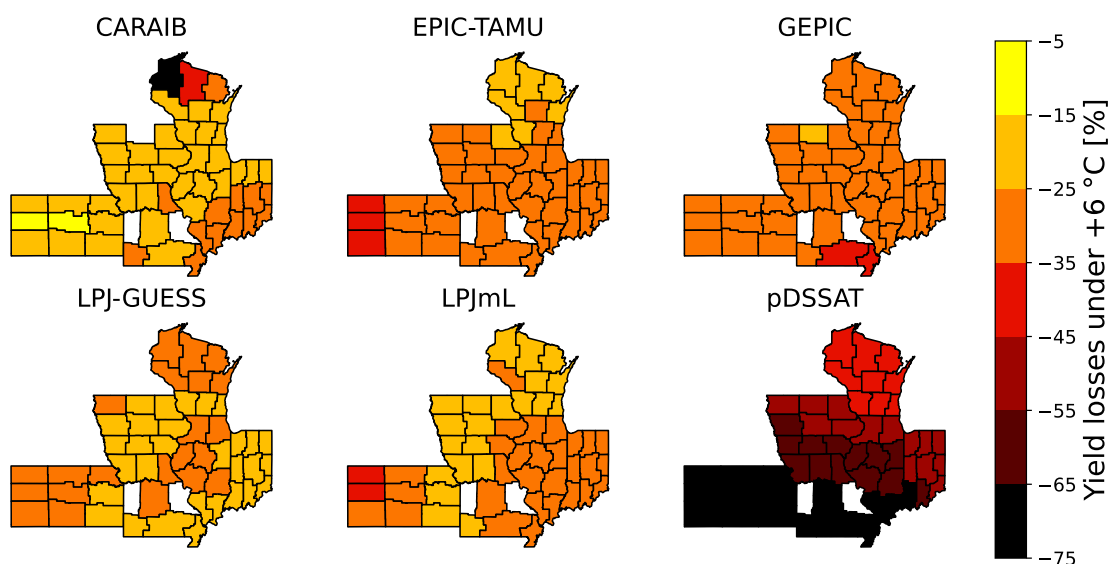 CARAIB
EPIC-TAMU
GEPIC
LPJ-GUESS
LPJmL
pDSSAT
−5
−15
−25
−35
−45
−55
−65
−75
Yield losses under +6 °C [%]